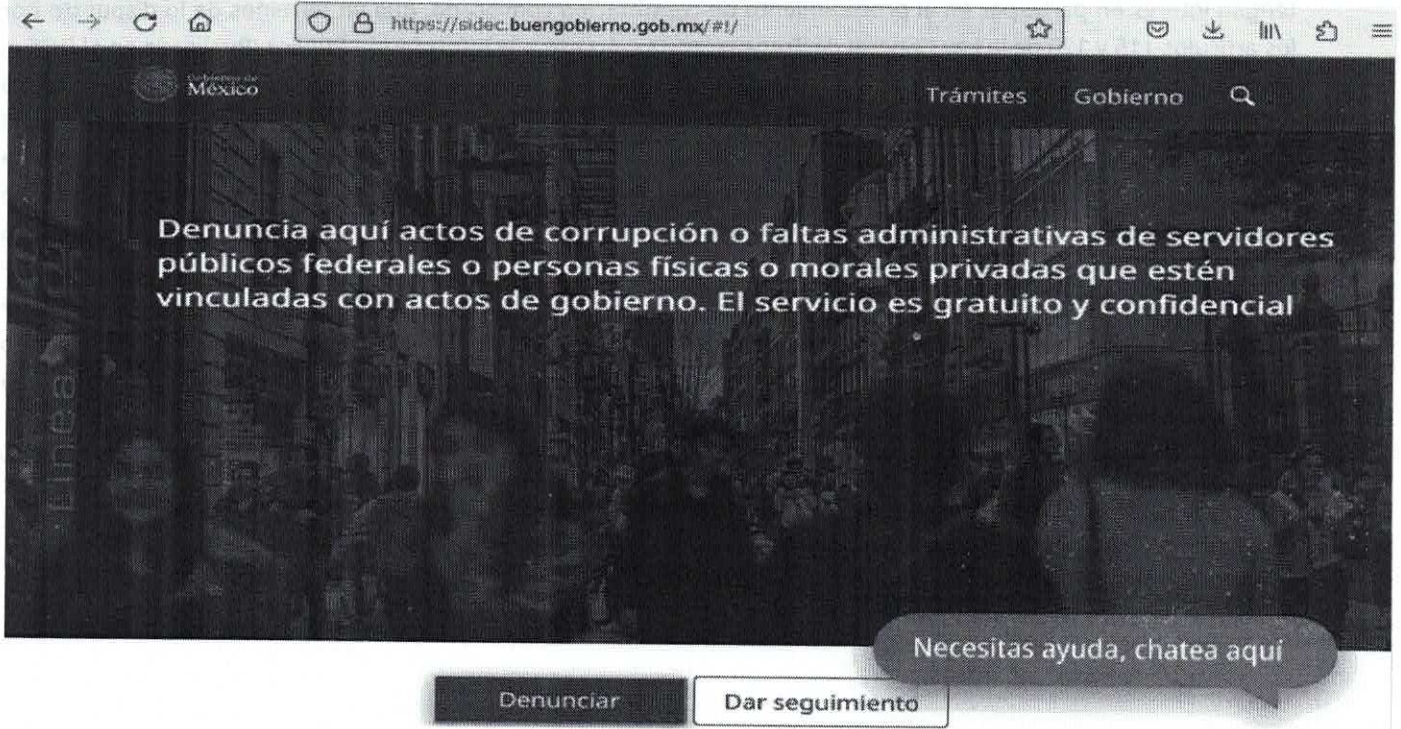 https://sidec.buengobierno.gob.mx/#!/
Gobierno de
México
Trámites Gobierno
Denuncia aquí actos de corrupción o faltas administrativas de servidores
públicos federales o personas físicas o morales privadas que estén
vinculadas con actos de gobierno. El servicio es gratuito y confidencial
Necesitas ayuda, chatea aquí
Denunciar Dar seguimiento